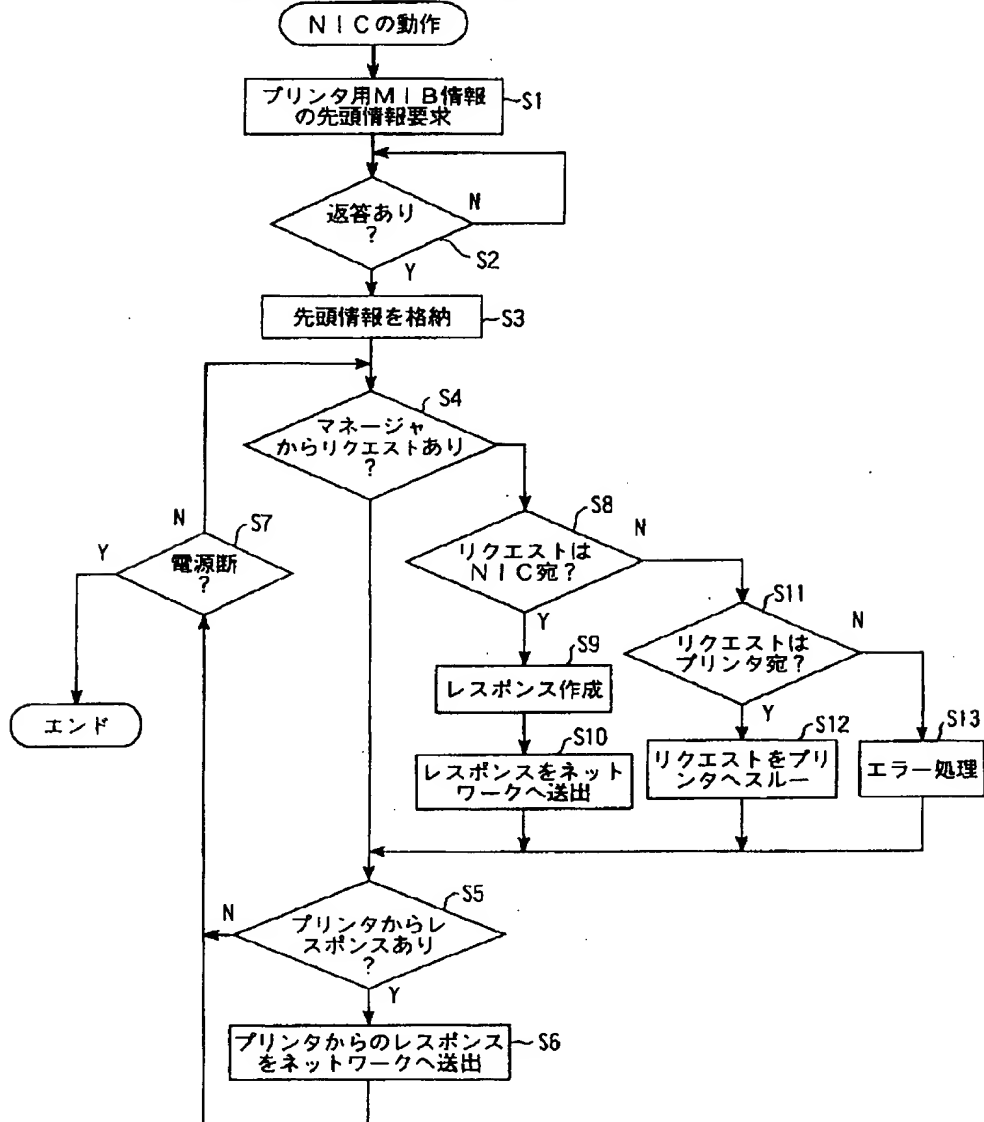 NICの動作
プリンタ用MIB情報
の先頭情報要求
S1
返答あり
?
N
S2
Y
先頭情報を格納
S3
S4
マネージャ
からリクエストあり
?
N
S7
Y
電源断
?
エンド
S8
N
リクエストは
NIC宛?
Y
S11
N
リクエストは
プリンタ宛?
Y
S9
レスポンス作成
S10
レスポンスをネット
ワークへ送出
S12
リクエストをプリ
ンタへスルー
S13
エラー処理
S5
N
プリンタからレ
スポンスあり
?
Y
プリンタからのレスポンス
をネットワークへ送出
S6